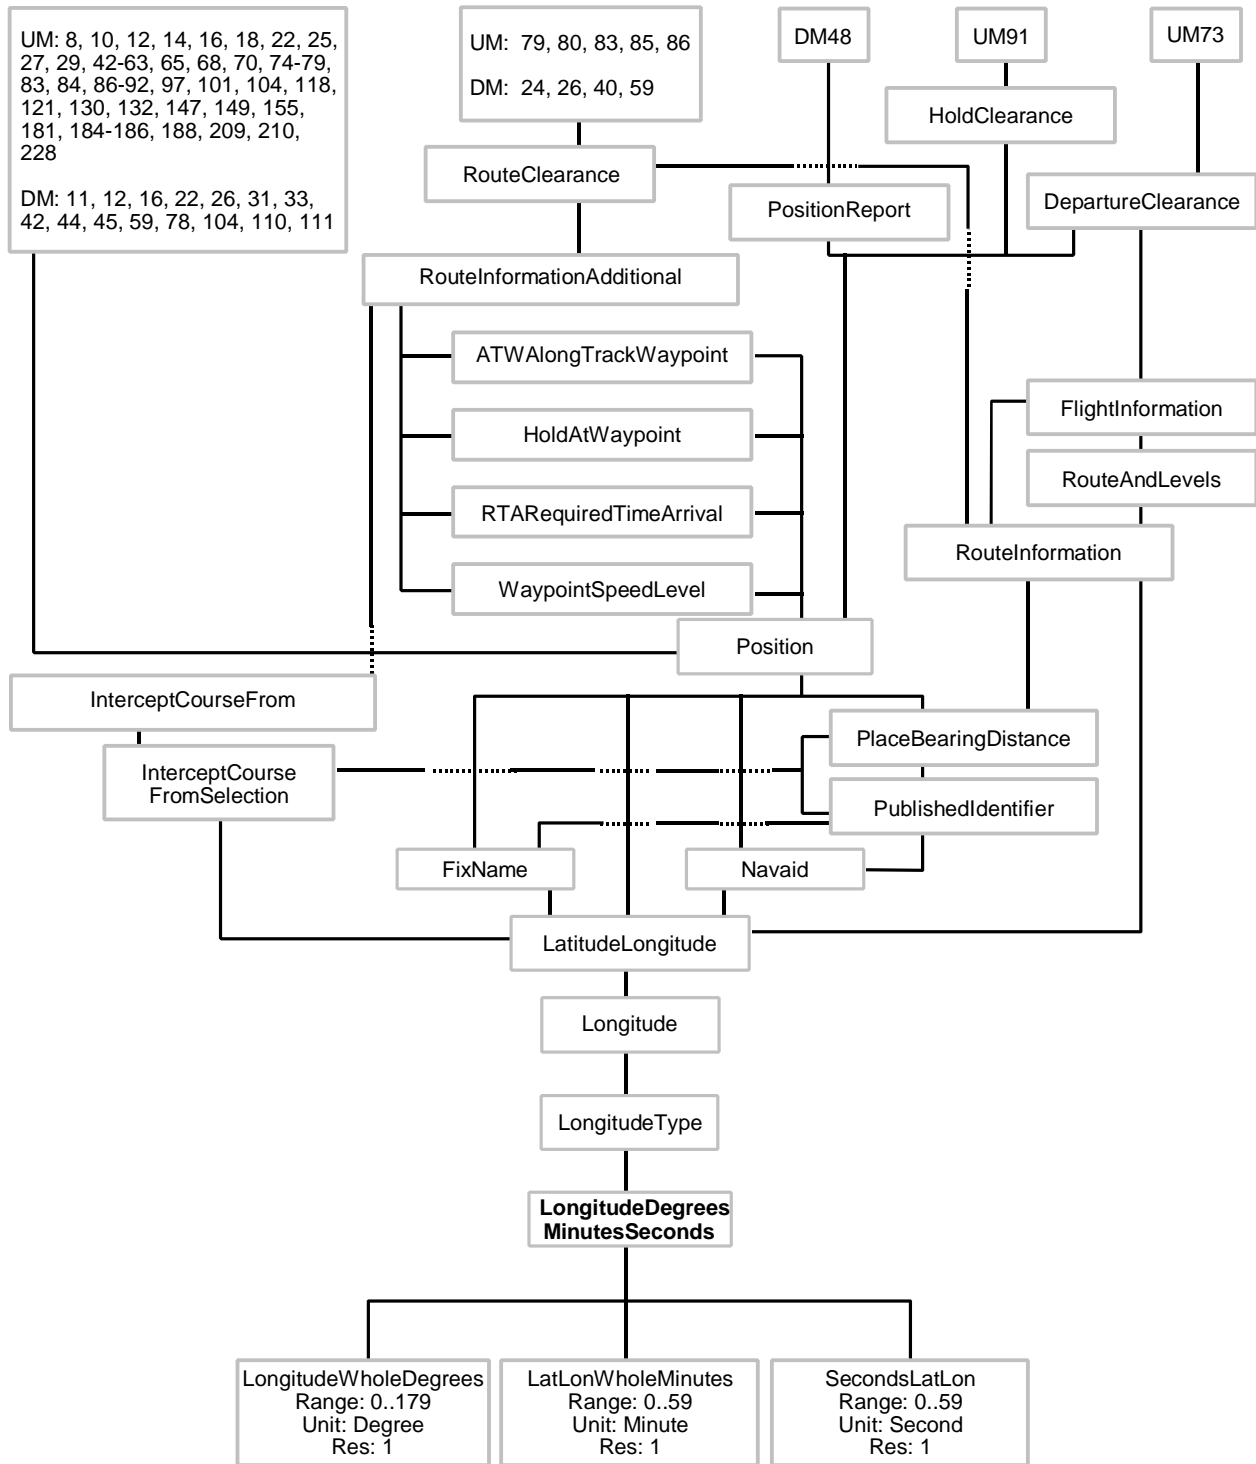 UM: 8, 10, 12, 14, 16, 18, 22, 25,
27, 29, 42-63, 65, 68, 70, 74-79,
83, 84, 86-92, 97, 101, 104, 118,
121, 130, 132, 147, 149, 155,
181, 184-186, 188, 209, 210,
228
DM: 11, 12, 16, 22, 26, 31, 33,
42, 44, 45, 59, 78, 104, 110, 111
UM: 79, 80, 83, 85, 86
DM: 24, 26, 40, 59
DM48
UM91
UM73
HoldClearance
RouteClearance
PositionReport
DepartureClearance
RouteInformationAdditional
ATWAlongTrackWaypoint
FlightInformation
HoldAtWaypoint
RouteAndLevels
RTARequiredTimeArrival
RouteInformation
WaypointSpeedLevel
Position
InterceptCourseFrom
PlaceBearingDistance
InterceptCourse
FromSelection
PublishedIdentifier
FixName
Navaid
LatitudeLongitude
Longitude
LongitudeType
LongitudeDegrees
MinutesSeconds
LongitudeWholeDegrees
Range: 0..179
Unit: Degree
Res: 1
LatLonWholeMinutes
Range: 0..59
Unit: Minute
Res: 1
SecondsLatLon
Range: 0..59
Unit: Second
Res: 1